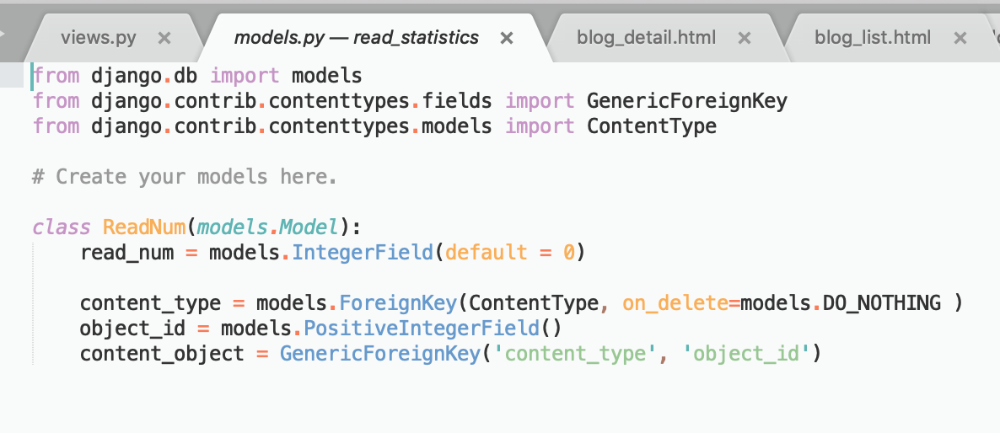 views.py ×
models.py — read_statistics ×
blog_detail.html ×
blog_list.html ×
from django.db import models
from django.contrib.contenttypes.fields import GenericForeignKey
from django.contrib.contenttypes.models import ContentType
# Create your models here.
class ReadNum(models.Model):
read_num = models.IntegerField(default = 0)
content_type = models.ForeignKey(ContentType, on_delete=models.DO_NOTHING )
object_id = models.PositiveIntegerField()
content_object = GenericForeignKey('content_type', 'object_id')